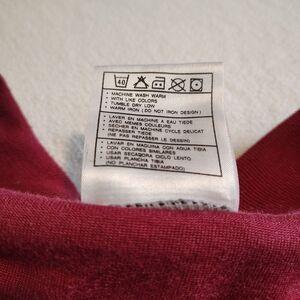 40
• MACHINE WASH WARM
• WITH LIKE COLORS
• TUMBLE DRY LOW
• WARM IRON (DO NOT IRON DESIGN)
• LAVER EN MACHINE A EAU TIEDE
• AVEC MEMES COULEURS
• SECHER EN MACHINE CYCLE DELICAT
• REPASSER TIEDE
(NE PAS REPASSER L'IMPRIMÉ)
• LAVAR EN MAQUINA CON AGUA TIBIA
• CON COLORES SIMILARES
• USAR SECADORA CICLO LENTO
• USAR PLANCHA TIBIA
(NO PLANCHAR ESTAMPADO)